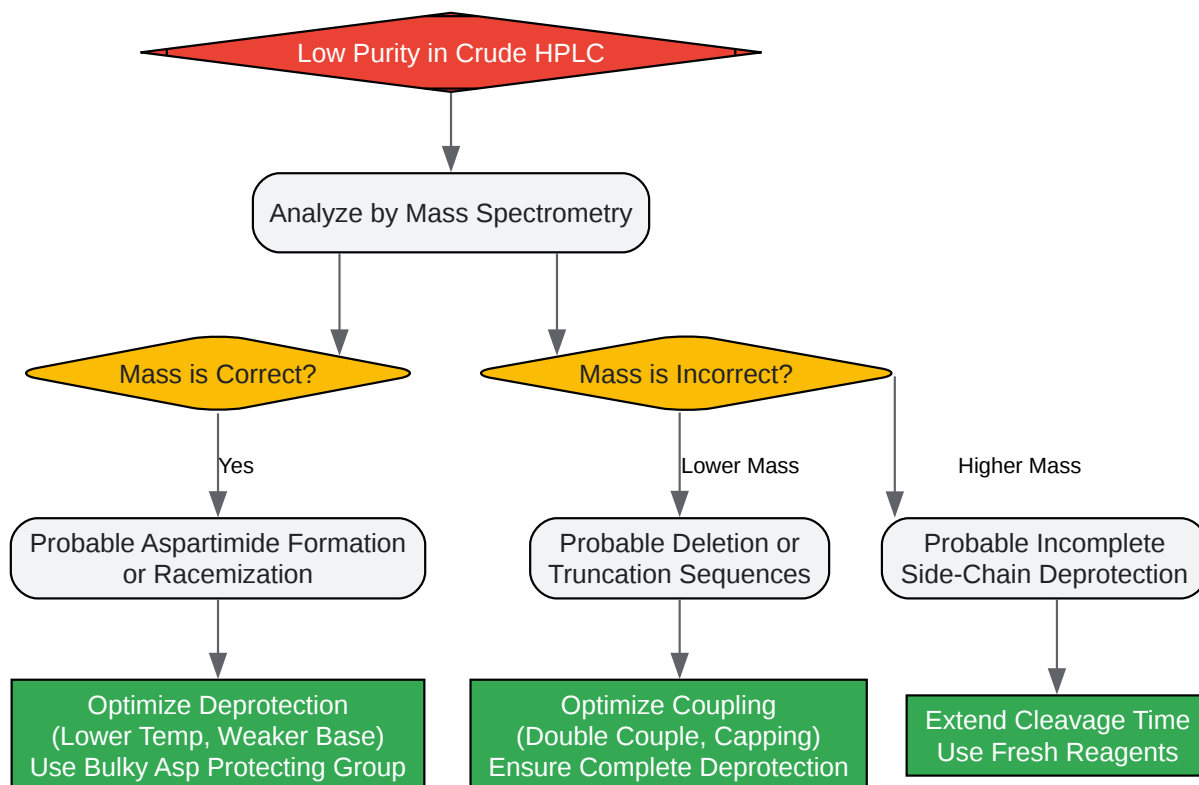 Low Purity in Crude HPLC
Analyze by Mass Spectrometry
Mass is Correct?
Mass is Incorrect?
Yes
Lower Mass
Higher Mass
Probable Aspartimide Formation
or Racemization
Probable Deletion or
Truncation Sequences
Probable Incomplete
Side-Chain Deprotection
Optimize Deprotection
(Lower Temp, Weaker Base)
Use Bulky Asp Protecting Group
Optimize Coupling
(Double Couple, Capping)
Ensure Complete Deprotection
Extend Cleavage Time
Use Fresh Reagents